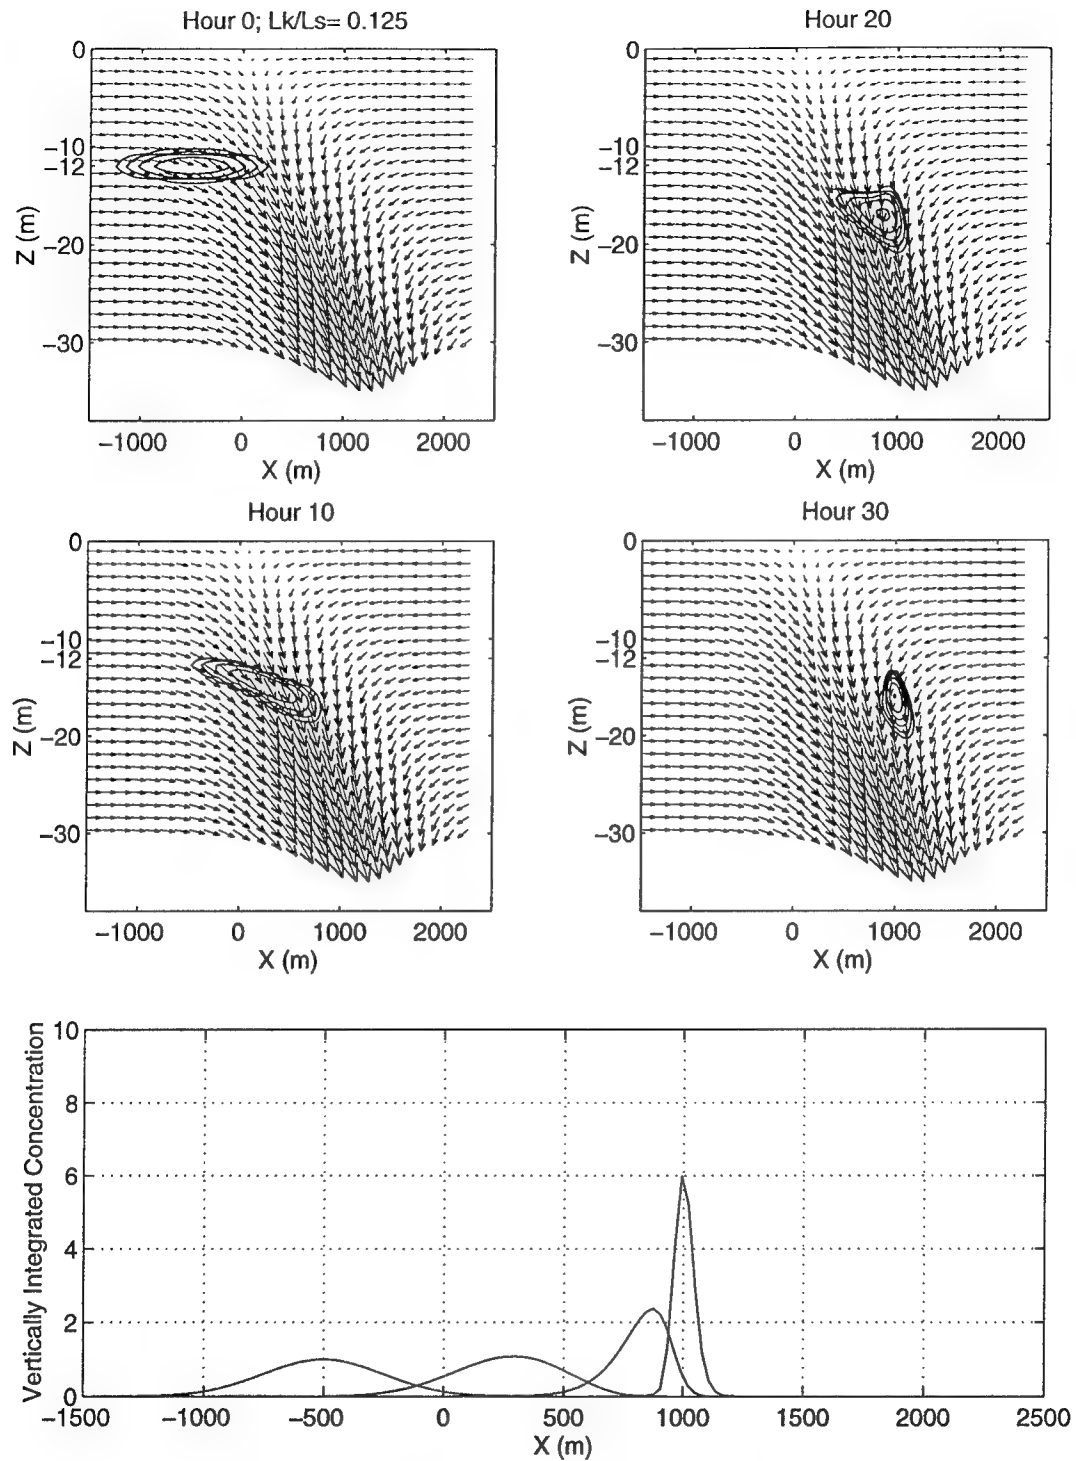 Hour 0; Lk/Ls= 0.125
0
−10
−12
−20
−30
Z (m)
−1000 0 1000 2000
X (m)
Hour 20
0
−10
−12
−20
−30
Z (m)
−1000 0 1000 2000
X (m)
Hour 10
0
−10
−12
−20
−30
Z (m)
−1000 0 1000 2000
X (m)
Hour 30
0
−10
−12
−20
−30
Z (m)
−1000 0 1000 2000
X (m)
Vertically Integrated Concentration
10
8
6
4
2
0
−1500 −1000 −500 0 500 1000 1500 2000 2500
X (m)